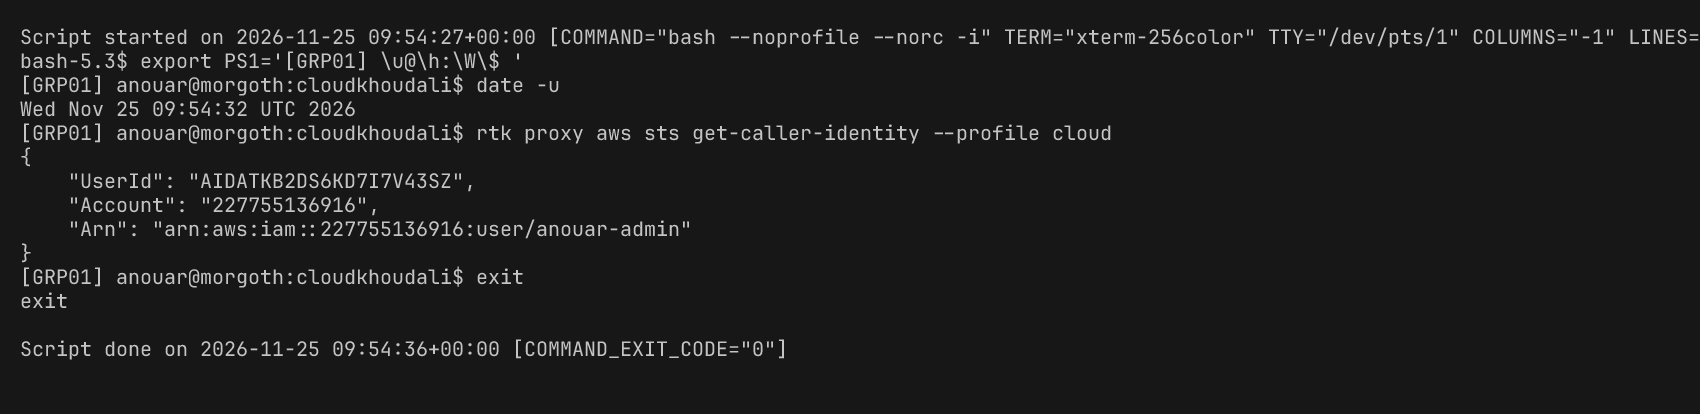 Script started on 2026-11-25 09:54:27+00:00 [COMMAND="bash --noprofile --norc -i" TERM="xterm-256color" TTY="/dev/pts/1" COLUMNS="-1" LINES=
bash-5.3$ export PS1='[GRP01] \u@\h:\W\$ '
[GRP01] anouar@morgoth:cloudkhoudali$ date -u
Wed Nov 25 09:54:32 UTC 2026
[GRP01] anouar@morgoth:cloudkhoudali$ rtk proxy aws sts get-caller-identity --profile cloud
{
    "UserId": "AIDATKB2DS6KD7I7V43SZ",
    "Account": "227755136916",
    "Arn": "arn:aws:iam::227755136916:user/anouar-admin"
}
[GRP01] anouar@morgoth:cloudkhoudali$ exit
exit

Script done on 2026-11-25 09:54:36+00:00 [COMMAND_EXIT_CODE="0"]